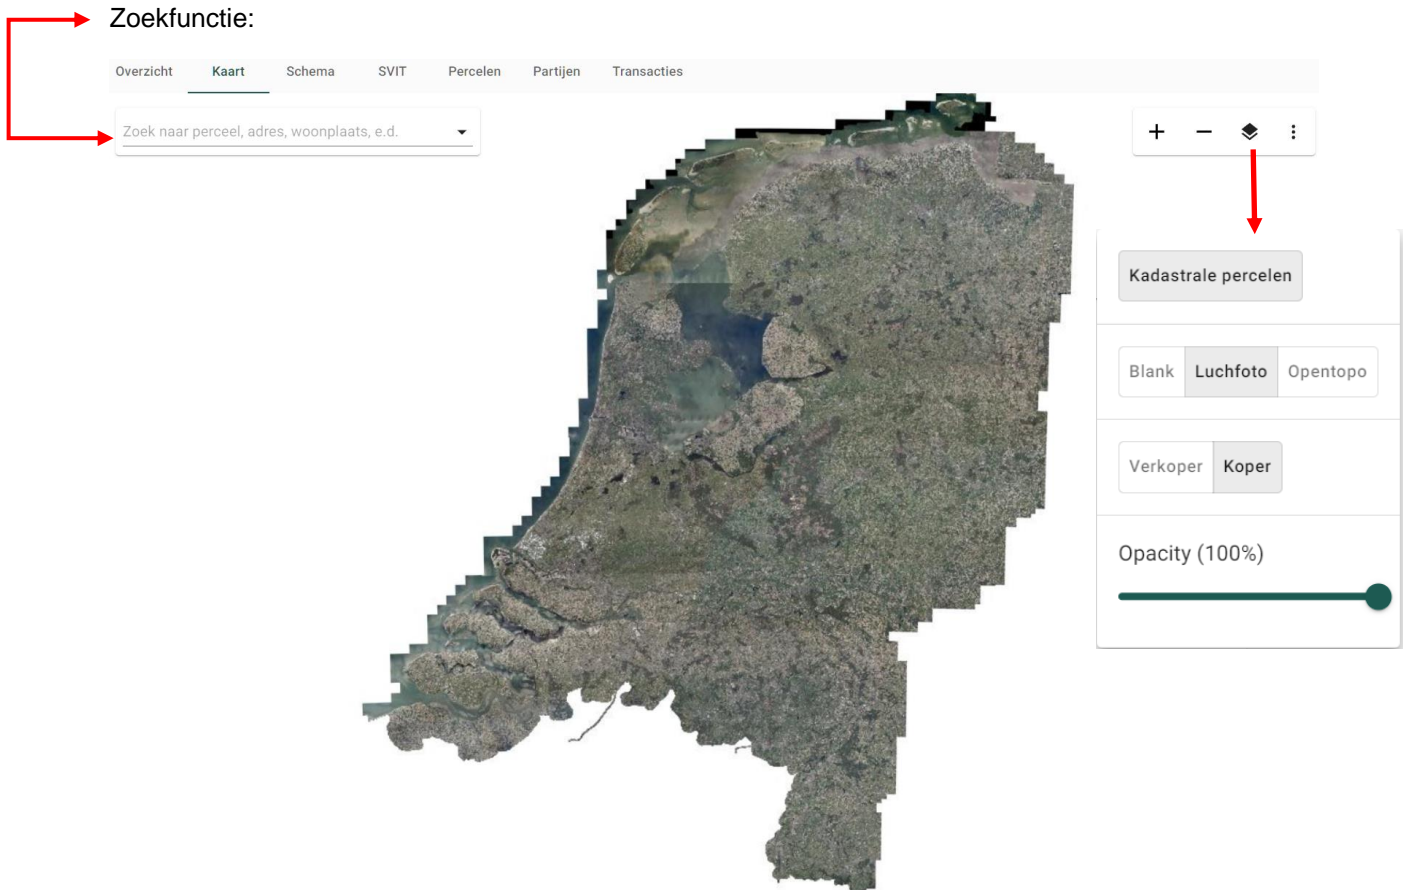 Zoekfunctie:
Overzicht Kaart Schema SVIT Percelen Partijen Transacties
Zoek naar perceel, adres, woonplaats, e.d.
Kadastrale percelen
Blank Luchfoto Opentopo
Verkoper Koper
Opacity (100%)